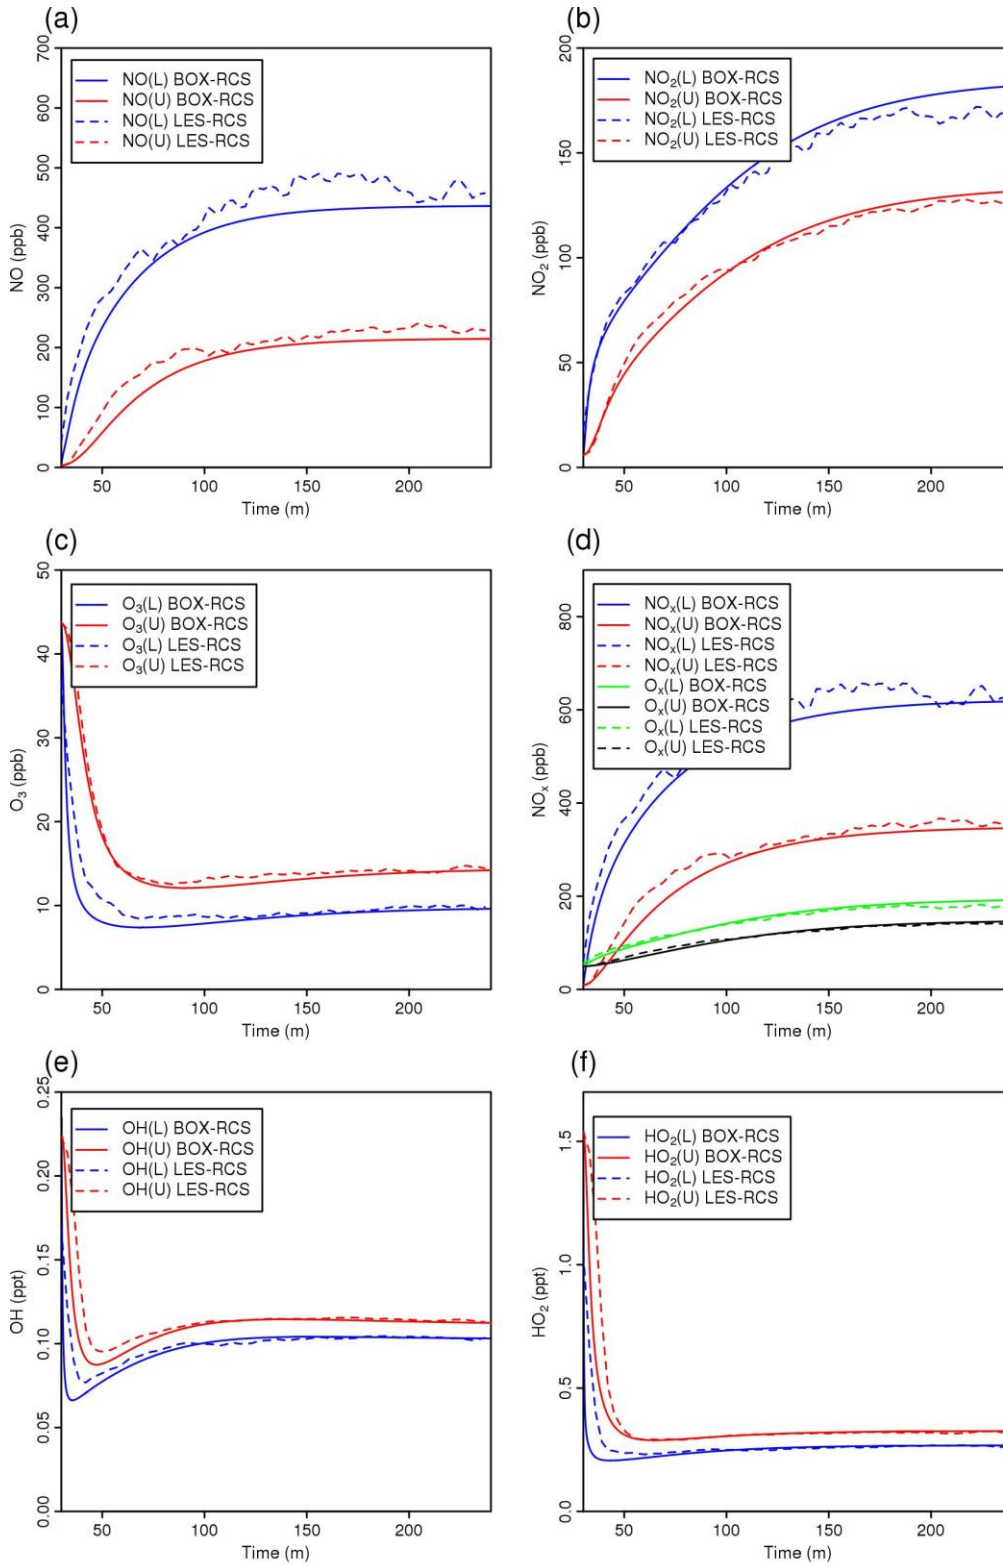 (a)
NO(L) BOX-RCS
NO(U) BOX-RCS
NO(L) LES-RCS
NO(U) LES-RCS
NO (ppb)
0
100
200
300
400
500
600
700
50
100
150
200
Time (m)
(b)
NO₂(L) BOX-RCS
NO₂(U) BOX-RCS
NO₂(L) LES-RCS
NO₂(U) LES-RCS
NO₂ (ppb)
0
50
100
150
200
50
100
150
200
Time (m)
(c)
O₃(L) BOX-RCS
O₃(U) BOX-RCS
O₃(L) LES-RCS
O₃(U) LES-RCS
O₃ (ppb)
0
10
20
30
40
50
50
100
150
200
Time (m)
(d)
NOₓ(L) BOX-RCS
NOₓ(U) BOX-RCS
NOₓ(L) LES-RCS
NOₓ(U) LES-RCS
Oₓ(L) BOX-RCS
Oₓ(U) BOX-RCS
Oₓ(L) LES-RCS
Oₓ(U) LES-RCS
NOₓ (ppb)
0
200
400
600
800
50
100
150
200
Time (m)
(e)
OH(L) BOX-RCS
OH(U) BOX-RCS
OH(L) LES-RCS
OH(U) LES-RCS
OH (ppt)
0.00
0.05
0.10
0.15
0.20
0.25
50
100
150
200
Time (m)
(f)
HO₂(L) BOX-RCS
HO₂(U) BOX-RCS
HO₂(L) LES-RCS
HO₂(U) LES-RCS
HO₂ (ppt)
0.0
0.5
1.0
1.5
50
100
150
200
Time (m)